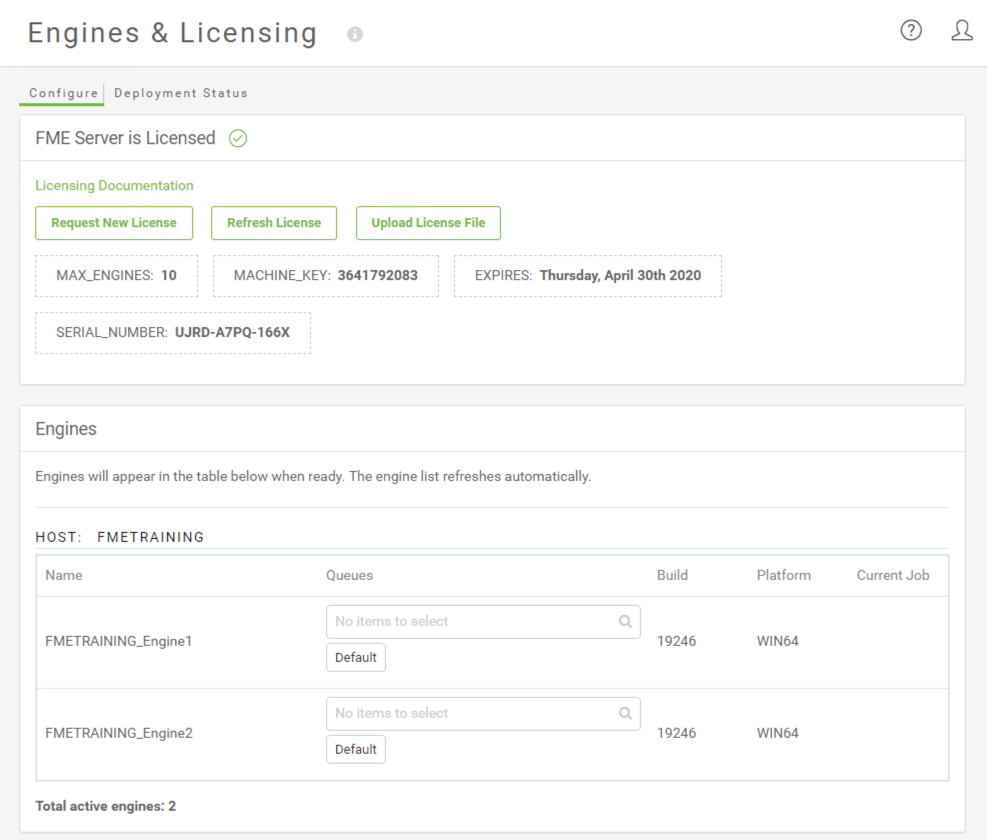 Engines & Licensing
Configure Deployment Status
FME Server is Licensed
Licensing Documentation
Request New License Refresh License Upload License File
MAX_ENGINES: 10 MACHINE_KEY: 3641792083 EXPIRES: Thursday, April 30th 2020
SERIAL_NUMBER: UJRD-A7PQ-166X
Engines
Engines will appear in the table below when ready. The engine list refreshes automatically.
HOST: FMETRAINING
Name Queues Build Platform Current Job
No items to select
FMETRAINING_Engine1 19246 WIN64
Default
No items to select
FMETRAINING_Engine2 19246 WIN64
Default
Total active engines: 2